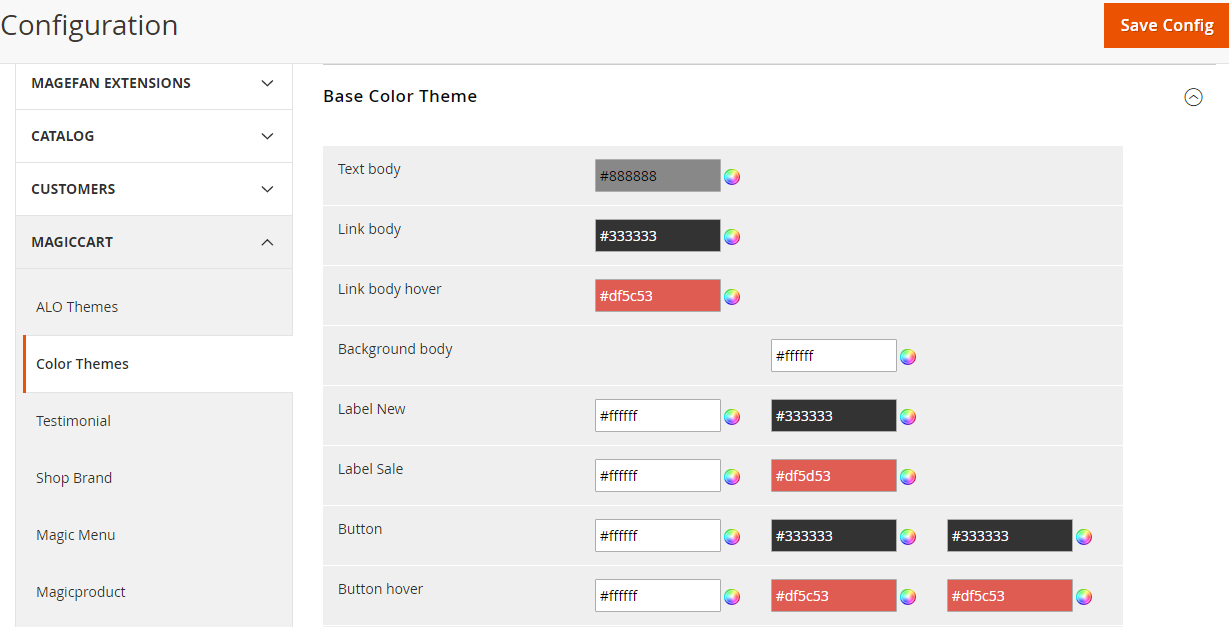 Configuration
Save Config
MAGEFAN EXTENSIONS
CATALOG
CUSTOMERS
MAGICCART
ALO Themes
Color Themes
Testimonial
Shop Brand
Magic Menu
Magicproduct
Base Color Theme
Text body #888888
Link body #333333
Link body hover #df5c53
Background body #ffffff
Label New #ffffff #333333
Label Sale #ffffff #df5d53
Button #ffffff #333333 #333333
Button hover #ffffff #df5c53 #df5c53